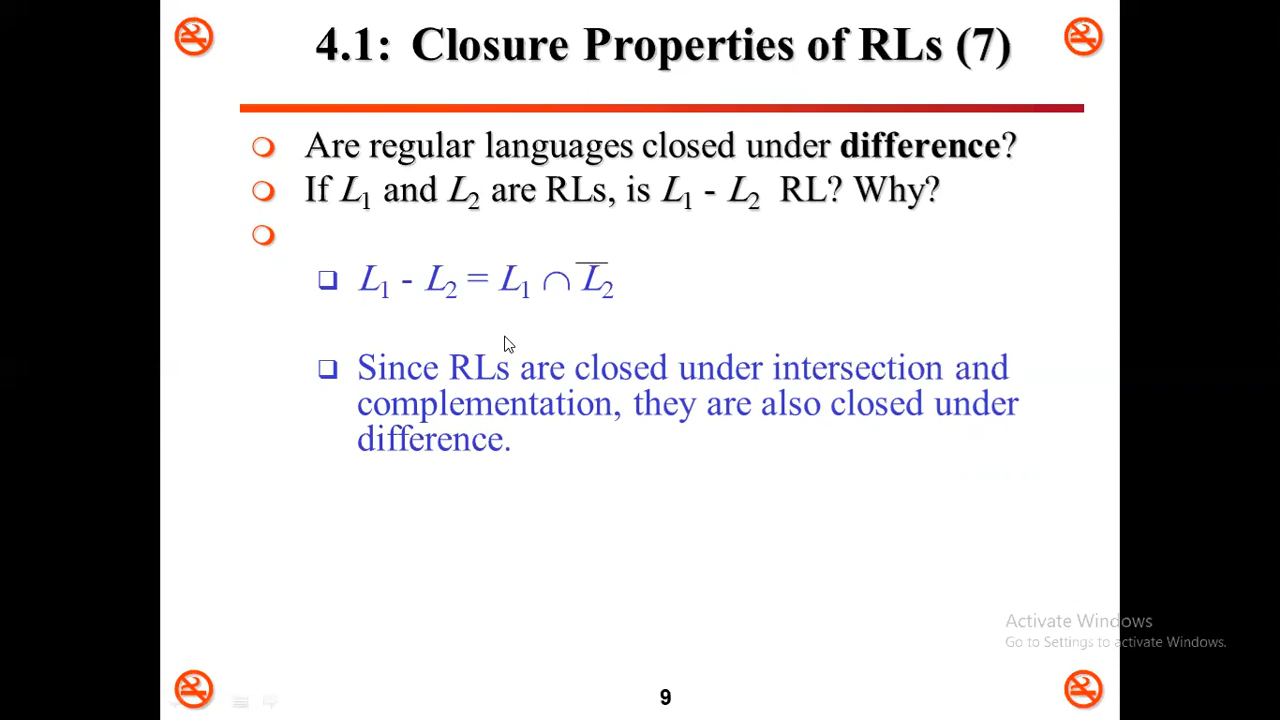 4.1: Closure Properties of RLs (7)
Are regular languages closed under difference?
If L₁ and L₂ are RLs, is L₁ - L₂ RL? Why?
L₁ - L₂ = L₁ ∩ L̅₂
Since RLs are closed under intersection and
complementation, they are also closed under
difference.
Activate Windows
Go to Settings to activate Windows.
9